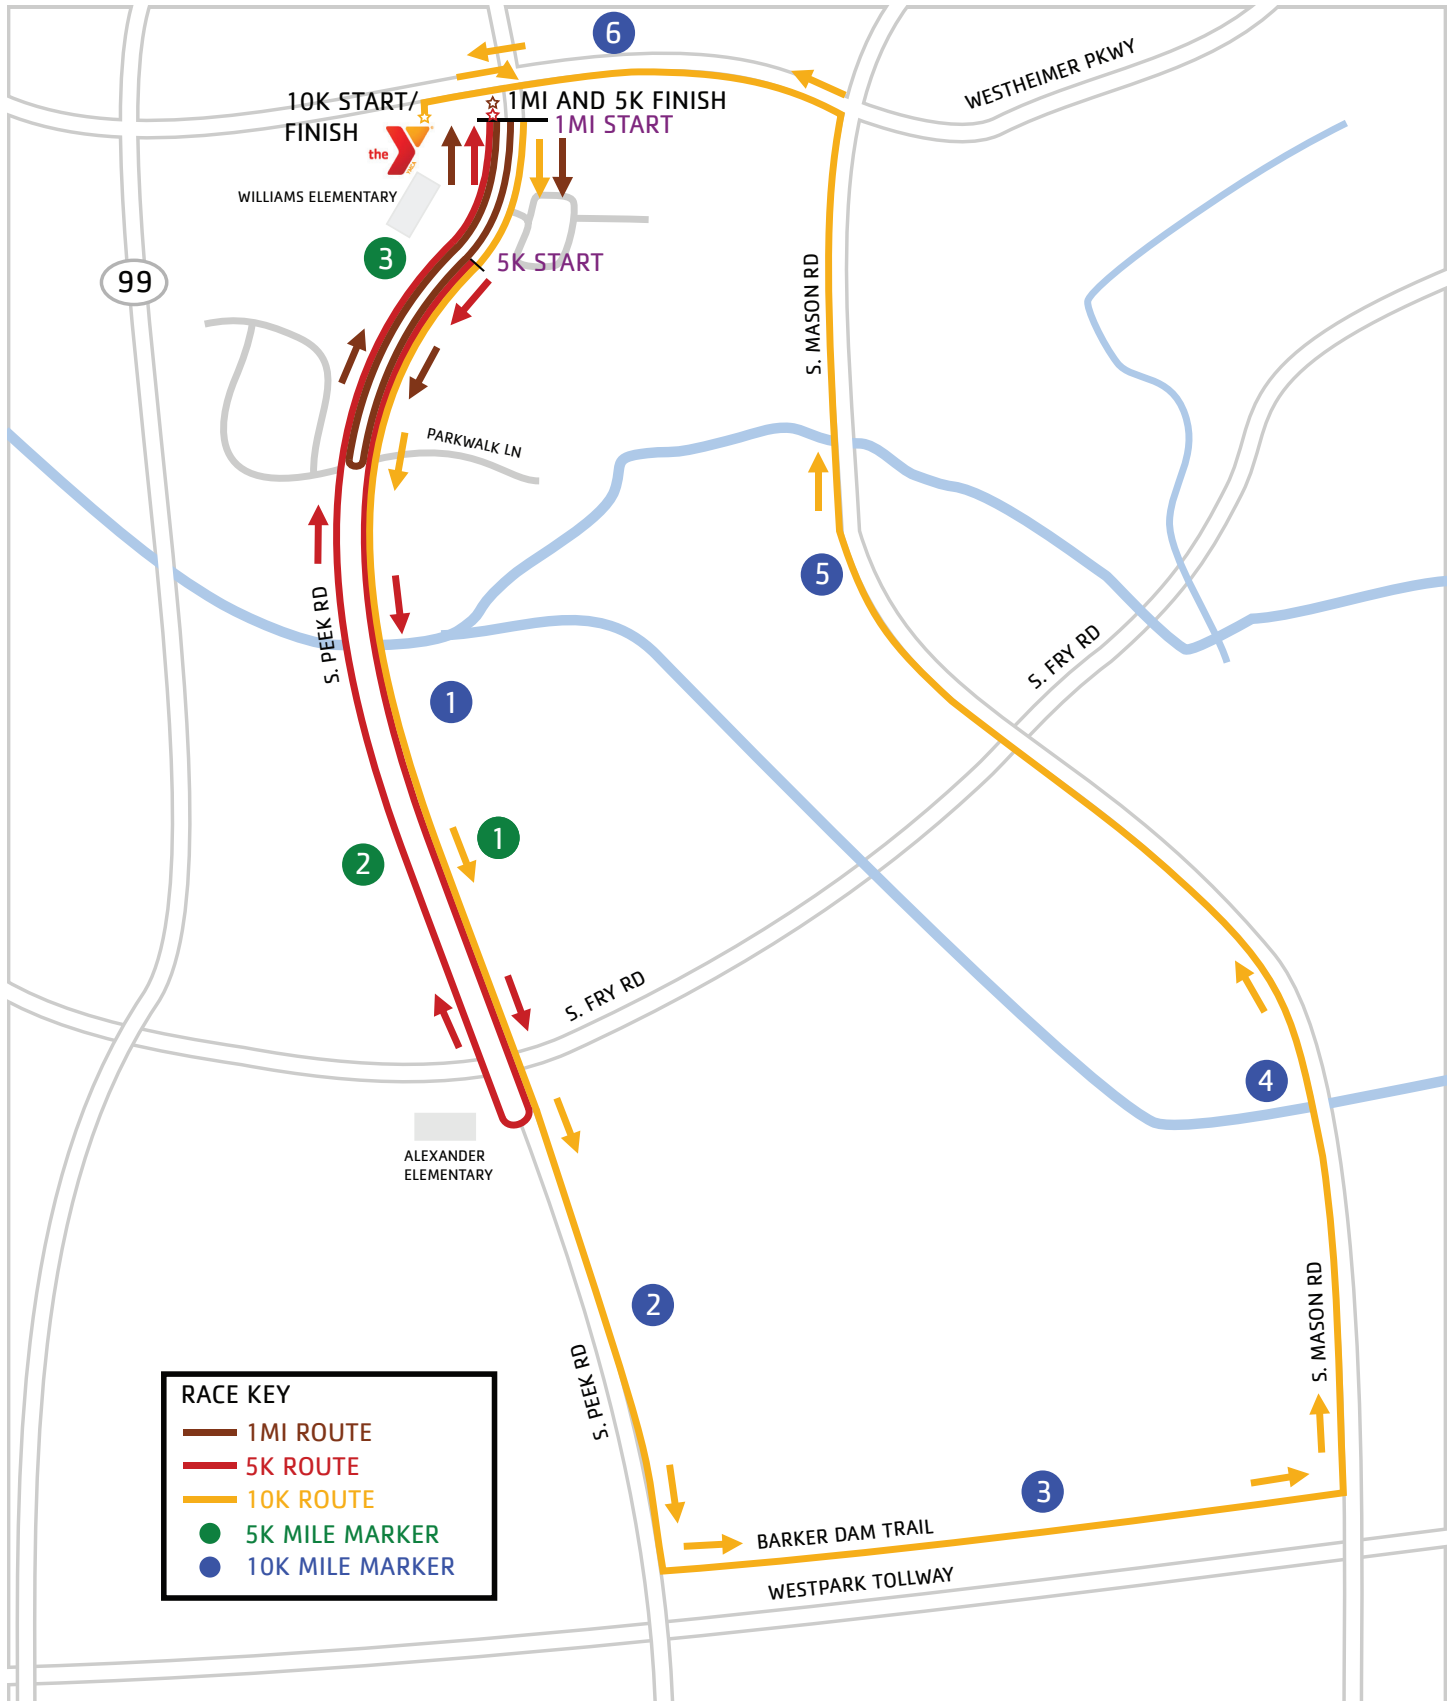 6
WESTHEIMER PKWY
10K START/
FINISH
1MI AND 5K FINISH
1MI START
the
WILLIAMS ELEMENTARY
3
5K START
99
S. MASON RD
PARKWALK LN
5
S. PEEK RD
S. FRY RD
1
1
2
S. FRY RD
4
ALEXANDER
ELEMENTARY
2
S. MASON RD
S. PEEK RD
RACE KEY
1MI ROUTE
5K ROUTE
10K ROUTE
5K MILE MARKER
10K MILE MARKER
3
BARKER DAM TRAIL
WESTPARK TOLLWAY